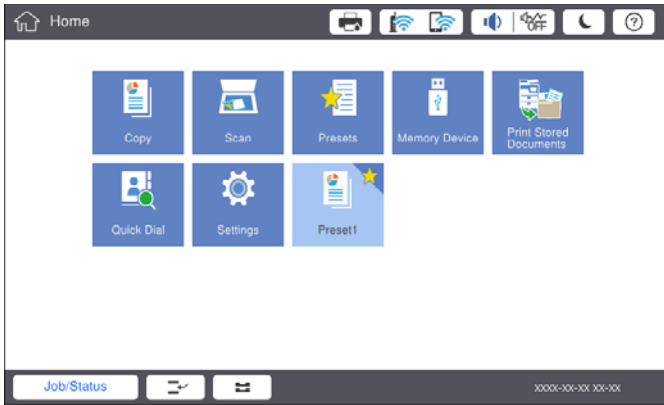 Home
OFF
Copy
Scan
Presets
Memory Device
Print Stored
Documents
Quick Dial
Settings
Preset1
Job/Status
xxxx-xx-xx xx-xx